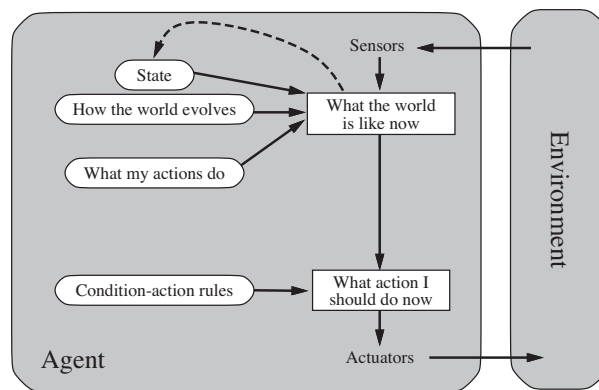 Sensors
State
How the world evolves
What the world
is like now
What my actions do
Environment
Condition-action rules
What action I
should do now
Agent
Actuators